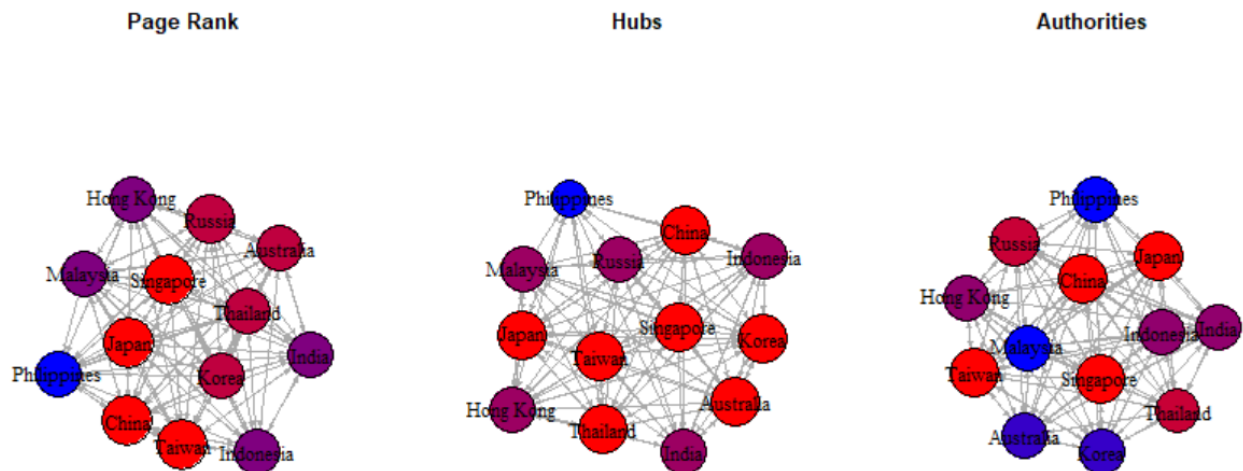 Page Rank
Hong Kong
Russia
Australia
Malaysia
Singapore
Thailand
Japan
India
Philippines
Korea
China
Taiwan
Indonesia
Hubs
Philippines
China
Russia
Indonesia
Malaysia
Singapore
Japan
Korea
Taiwan
Australia
Hong Kong
Thailand
India
Authorities
Philippines
Russia
Japan
China
Hong Kong
India
Indonesia
Malaysia
Taiwan
Singapore
Thailand
Australia
Korea